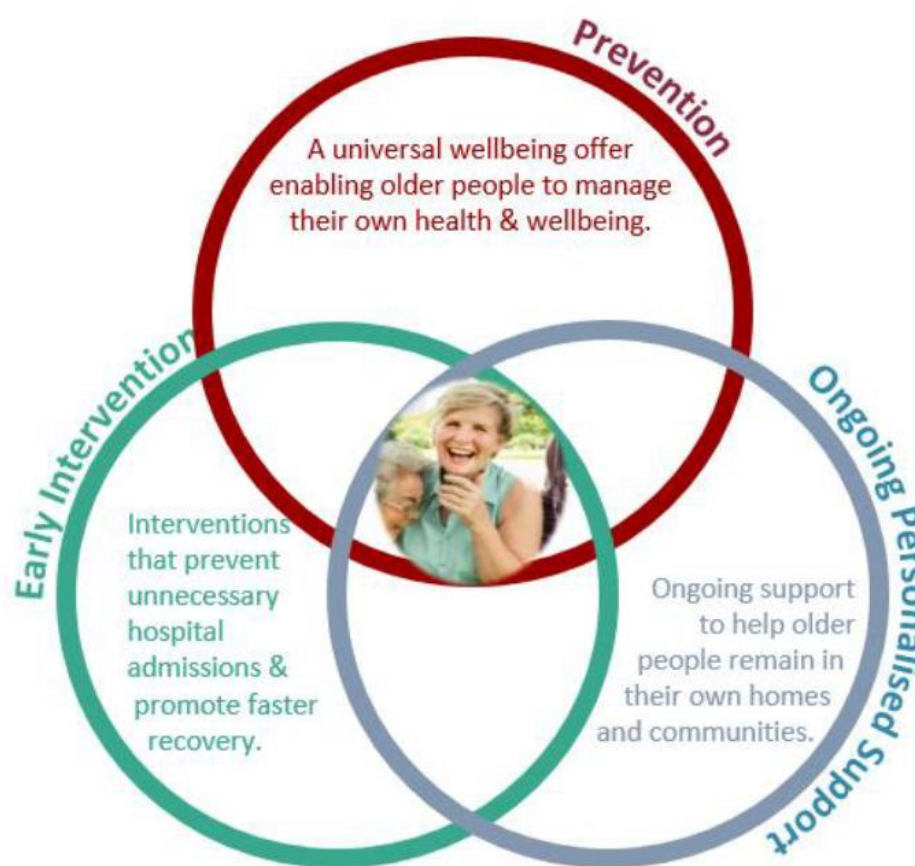 Prevention
A universal wellbeing offer
enabling older people to manage
their own health & wellbeing.
Early Intervention
Interventions
that prevent
unnecessary
hospital
admissions &
promote faster
recovery.
Ongoing Personalised Support
Ongoing support
to help older
people remain in
their own homes
and communities.